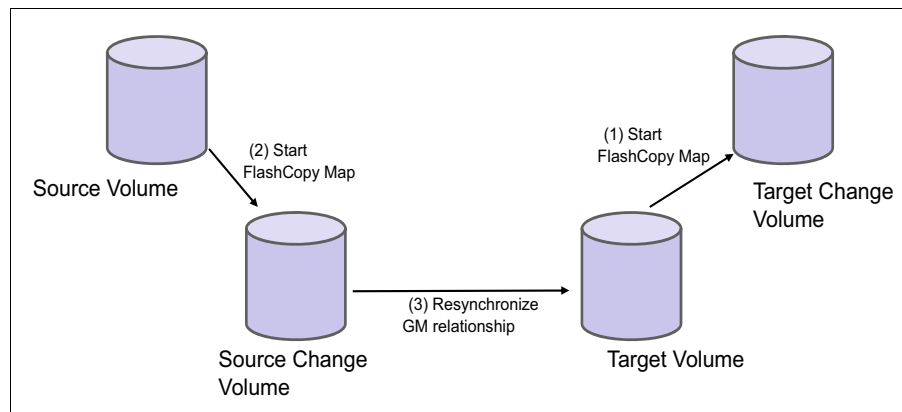 (1) Start
FlashCopy Map
(2) Start
FlashCopy Map
Source Volume
Target Change
Volume
(3) Resynchronize
GM relationship
Source Change
Volume
Target Volume